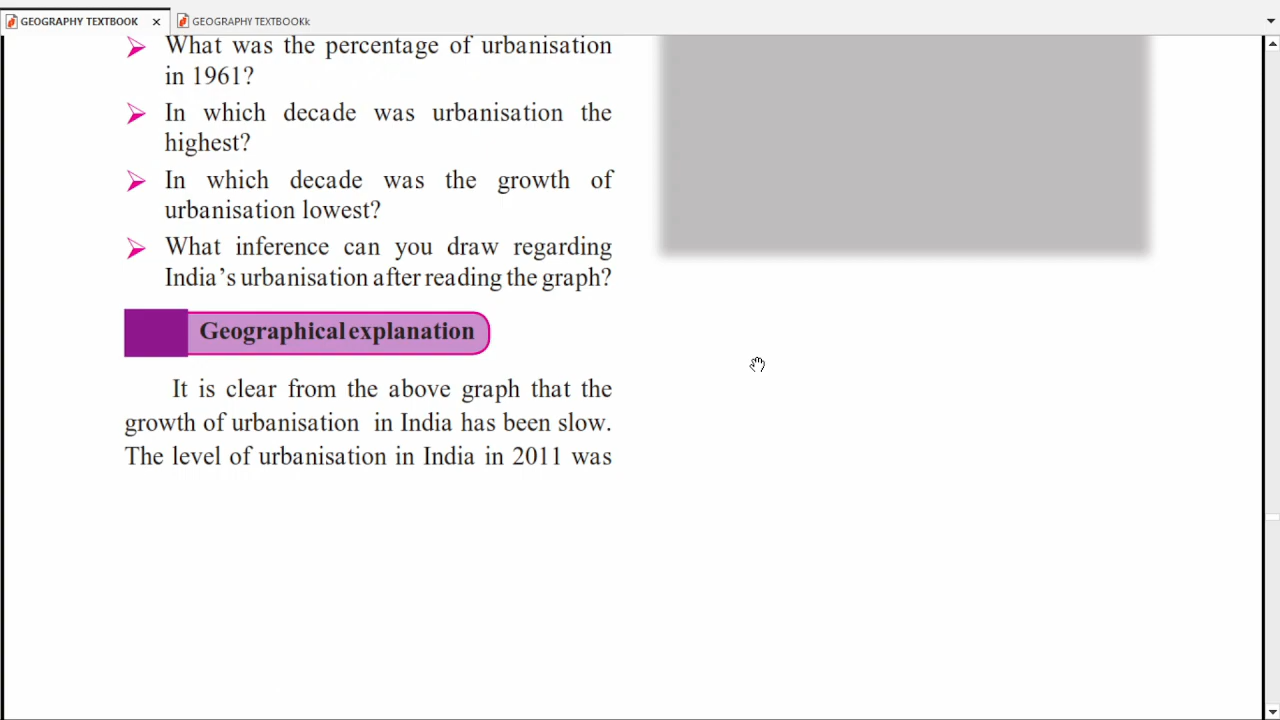 GEOGRAPHY TEXTBOOK
GEOGRAPHY TEXTBOOKk
What was the percentage of urbanisation
in 1961?
In which decade was urbanisation the
highest?
In which decade was the growth of
urbanisation lowest?
What inference can you draw regarding
India’s urbanisation after reading the graph?
Geographical explanation
It is clear from the above graph that the
growth of urbanisation in India has been slow.
The level of urbanisation in India in 2011 was